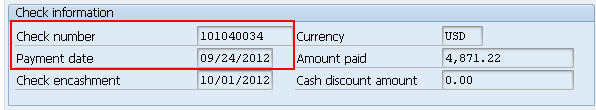 Check information
Check number 101040034 Currency USD
Payment date 09/24/2012 Amount paid 4,871.22
Check encashment 10/01/2012 Cash discount amount 0.00